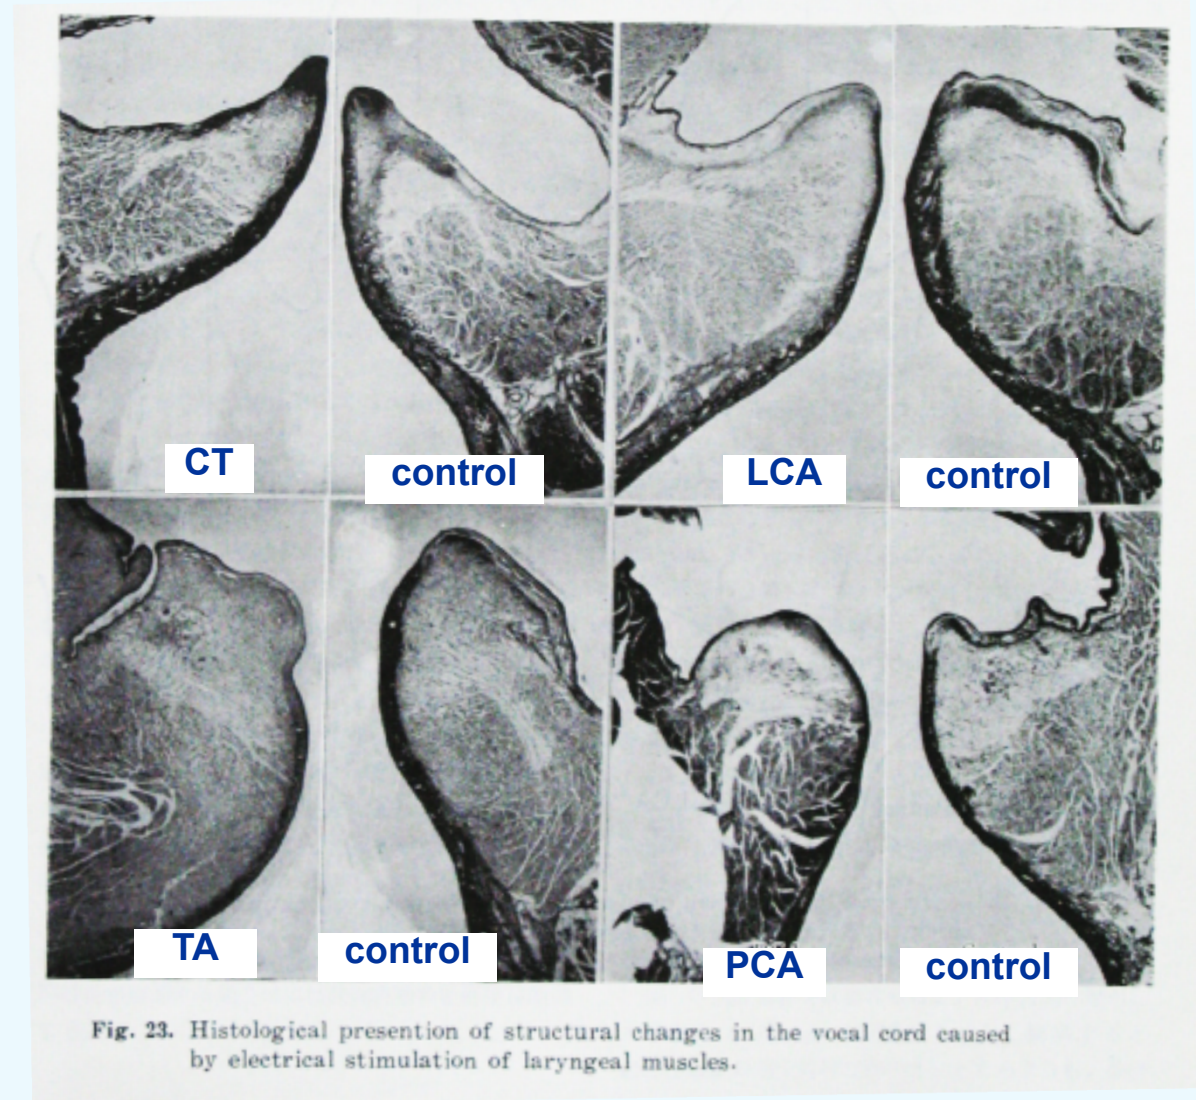 CT
control
LCA
control
TA
control
PCA
control
Fig. 23. Histological presention of structural changes in the vocal cord caused
by electrical stimulation of laryngeal muscles.